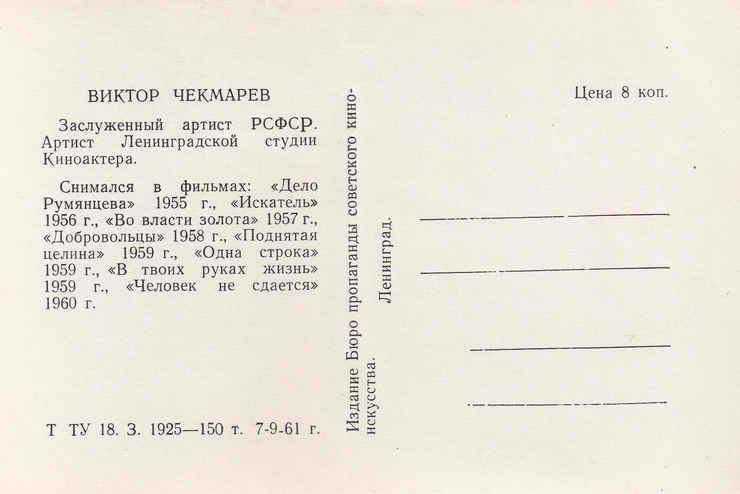 ВИКТОР ЧЕКМАРЕВ
Заслуженный артист РСФСР.
Артист Ленинградской студии
Киноактера.
Снимался в фильмах: «Дело
Румянцева» 1955 г., «Искатель»
1956 г., «Во власти золота» 1957 г.,
«Добровольцы» 1958 г., «Поднятая
целина» 1959 г., «Одна строка»
1959 г., «В твоих руках жизнь»
1959 г., «Человек не сдается»
1960 г.
Т ТУ 18. З. 1925—150 т. 7-9-61 г.
Издание Бюро пропаганды советского кино-
искусства.
Ленинград.
Цена 8 коп.